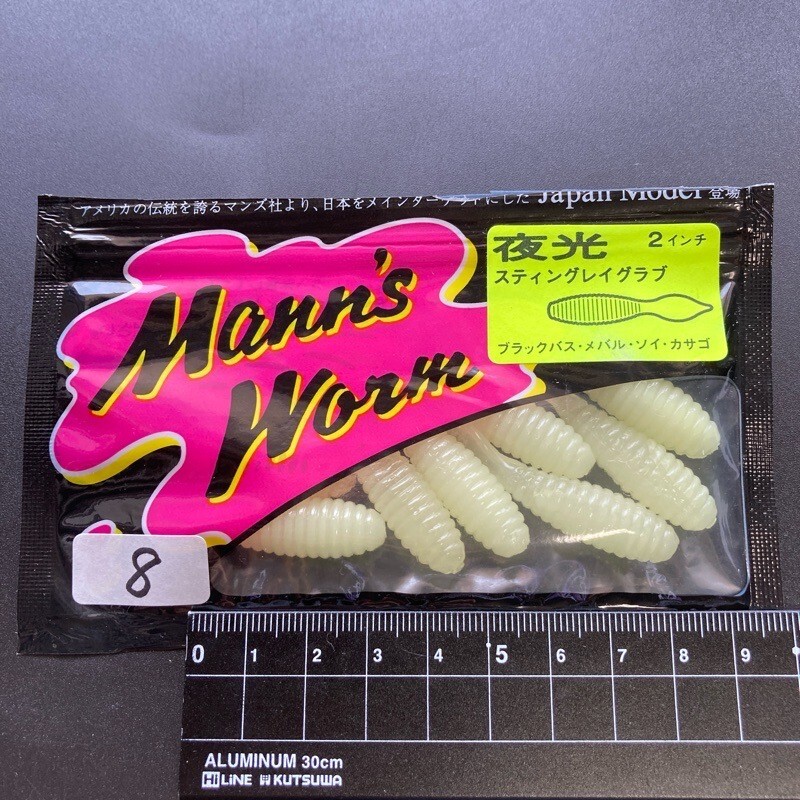 アメリカの伝統を誇るマンズ社より、日本をメインターゲットにした Japan Model 登場
Mann's
Worm
夜光 2インチ
スティングレイグラブ
ブラックバス・メバル・ソイ・カサゴ
8
0 1 2 3 4 5 6 7 8 9
ALUMINUM 30cm
Hi LiNE KUTSUWA